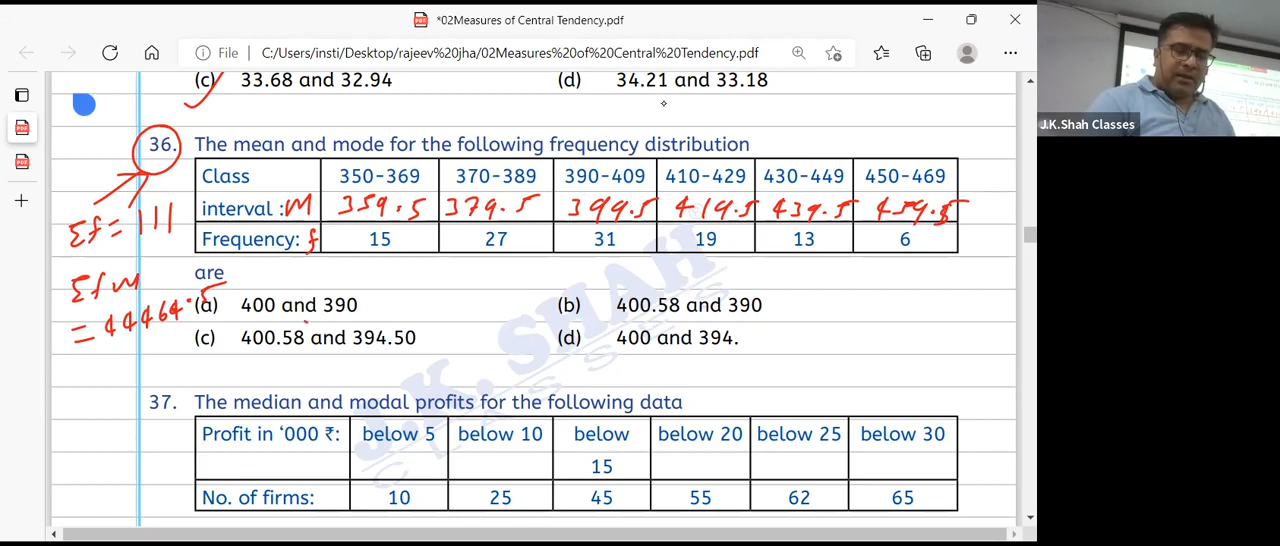 *02Measures of Central Tendency.pdf
File C:/Users/insti/Desktop/rajeev%20jha/02Measures%20of%20Central%20Tendency.pdf
J.K.Shah Classes
(c) 33.68 and 32.94 (d) 34.21 and 33.18
36. The mean and mode for the following frequency distribution
Class 350-369 370-389 390-409 410-429 430-449 450-469
interval : M 359.5 379.5 399.5 419.5 439.5 459.5
Frequency: f 15 27 31 19 13 6
Σf = 111
are
Σfm
= 44464.5
(a) 400 and 390 (b) 400.58 and 390
(c) 400.58 and 394.50 (d) 400 and 394.
J.K. SHAH
CLASSES
37. The median and modal profits for the following data
Profit in ‘000 ₹: below 5 below 10 below 15 below 20 below 25 below 30
No. of firms: 10 25 45 55 62 65